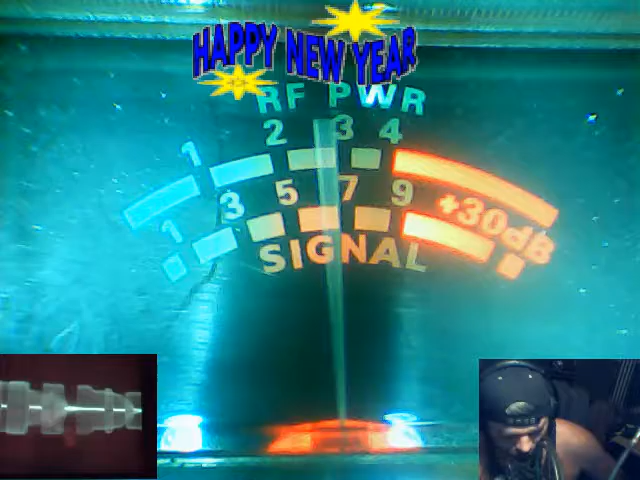 HAPPY NEW YEAR
RF PWR
1 2 3 4
1 3 5 7 9 +30dB
SIGNAL